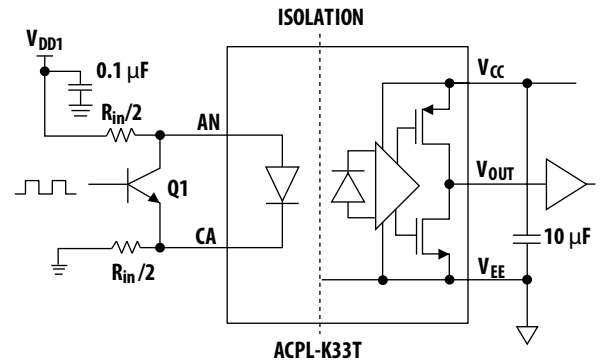 ISOLATION
VDD1
0.1 µF
Rin/2
AN
Q1
CA
Rin/2
VCC
VOUT
10 µF
VEE
ACPL-K33T